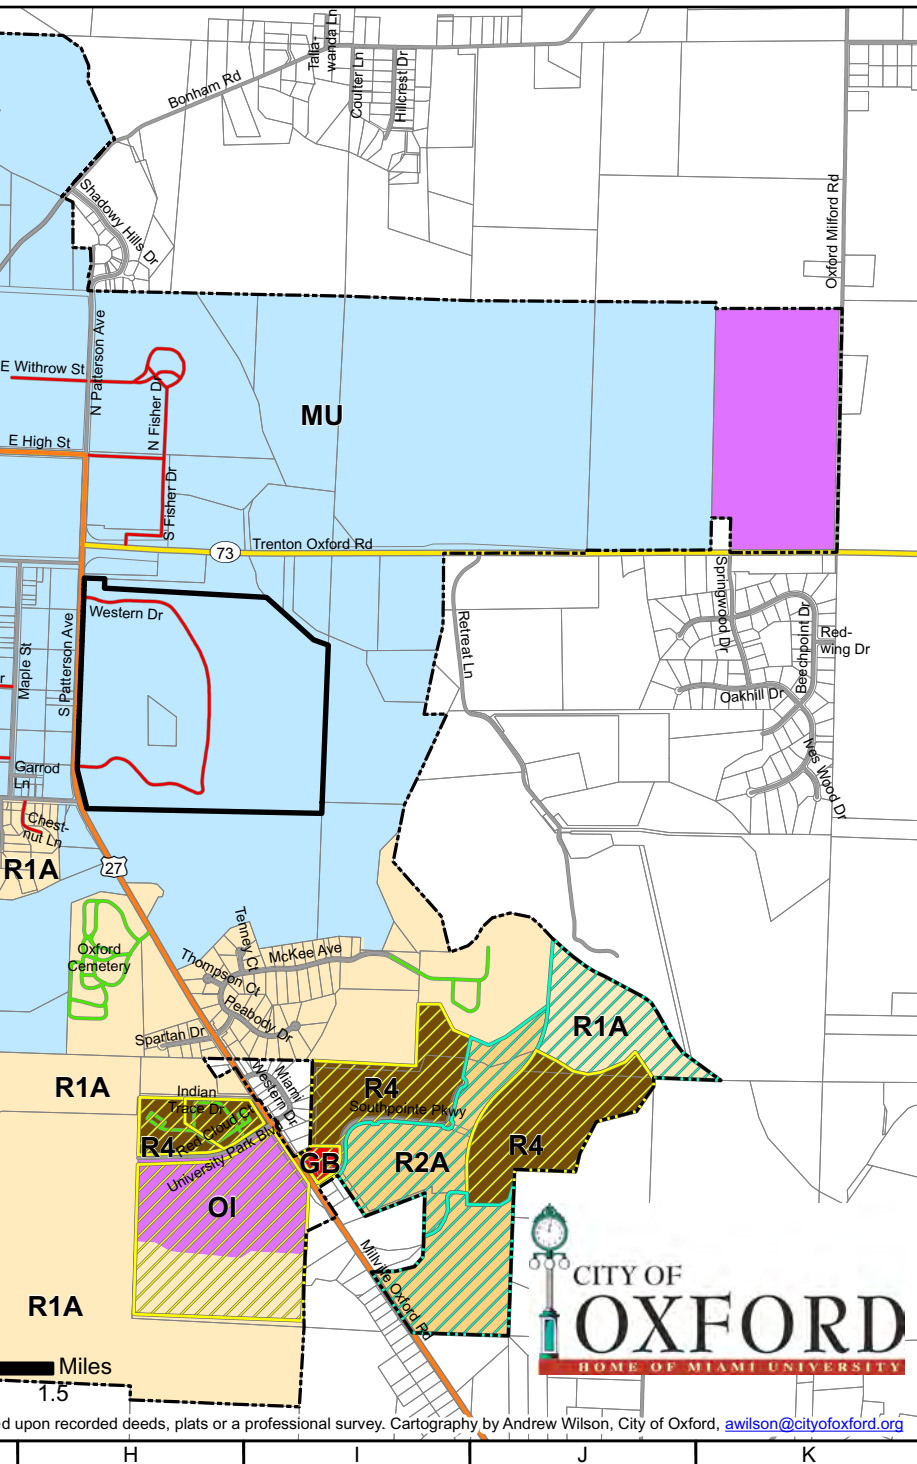 Talla-
wanda Ln
Coulter Ln
Hillcrest Dr
Bonham Rd
Shadowy Hills Dr
Oxford Milford Rd
N Patterson Ave
E Withrow St
N Fisher Dr
MU
E High St
S Fisher Dr
73
Trenton Oxford Rd
Western Dr
Maple St
S Patterson Ave
Retreat Ln
Springwood Dr
Beechpoint Dr
Red-
wing Dr
Oakhill Dr
Nes Wood Dr
r
Garrod
Ln
Chest-
nut Ln
R1A
27
Oxford
Cemetery
Tenney Ct
McKee Ave
Thompson Ct
Peabody Dr
Spartan Dr
R1A
R1A
Miami
Western Dr
Indian
Trace Dr
R4
Southpointe Pkwy
Red Cloud Ct
R4
University Park Blvd
GB
R2A
R4
OI
Millville Oxford Rd
R1A
CITY OF
OXFORD
HOME OF MIAMI UNIVERSITY
Miles
1.5
d upon recorded deeds, plats or a professional survey. Cartography by Andrew Wilson, City of Oxford, awilson@cityofoxford.org
H
I
J
K